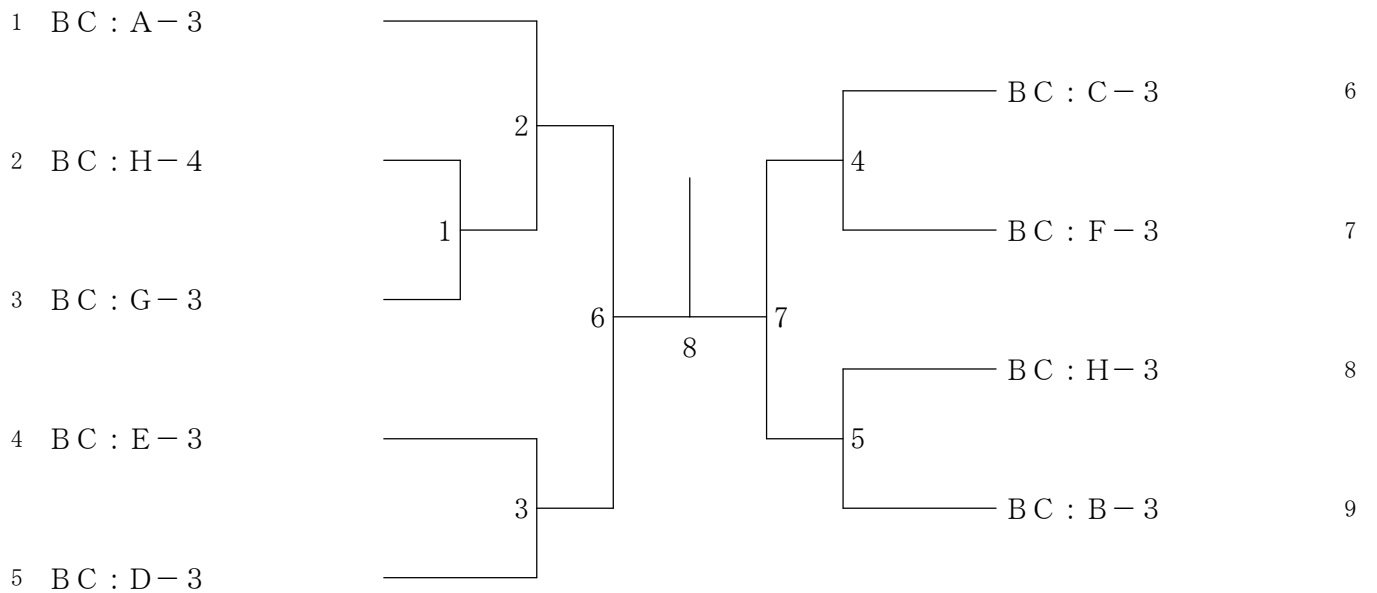 1 BC:A-3
2 BC:H-4
3 BC:G-3
4 BC:E-3
5 BC:D-3
2
1
3
6
8
7
4
5
BC:C-3 6
BC:F-3 7
BC:H-3 8
BC:B-3 9